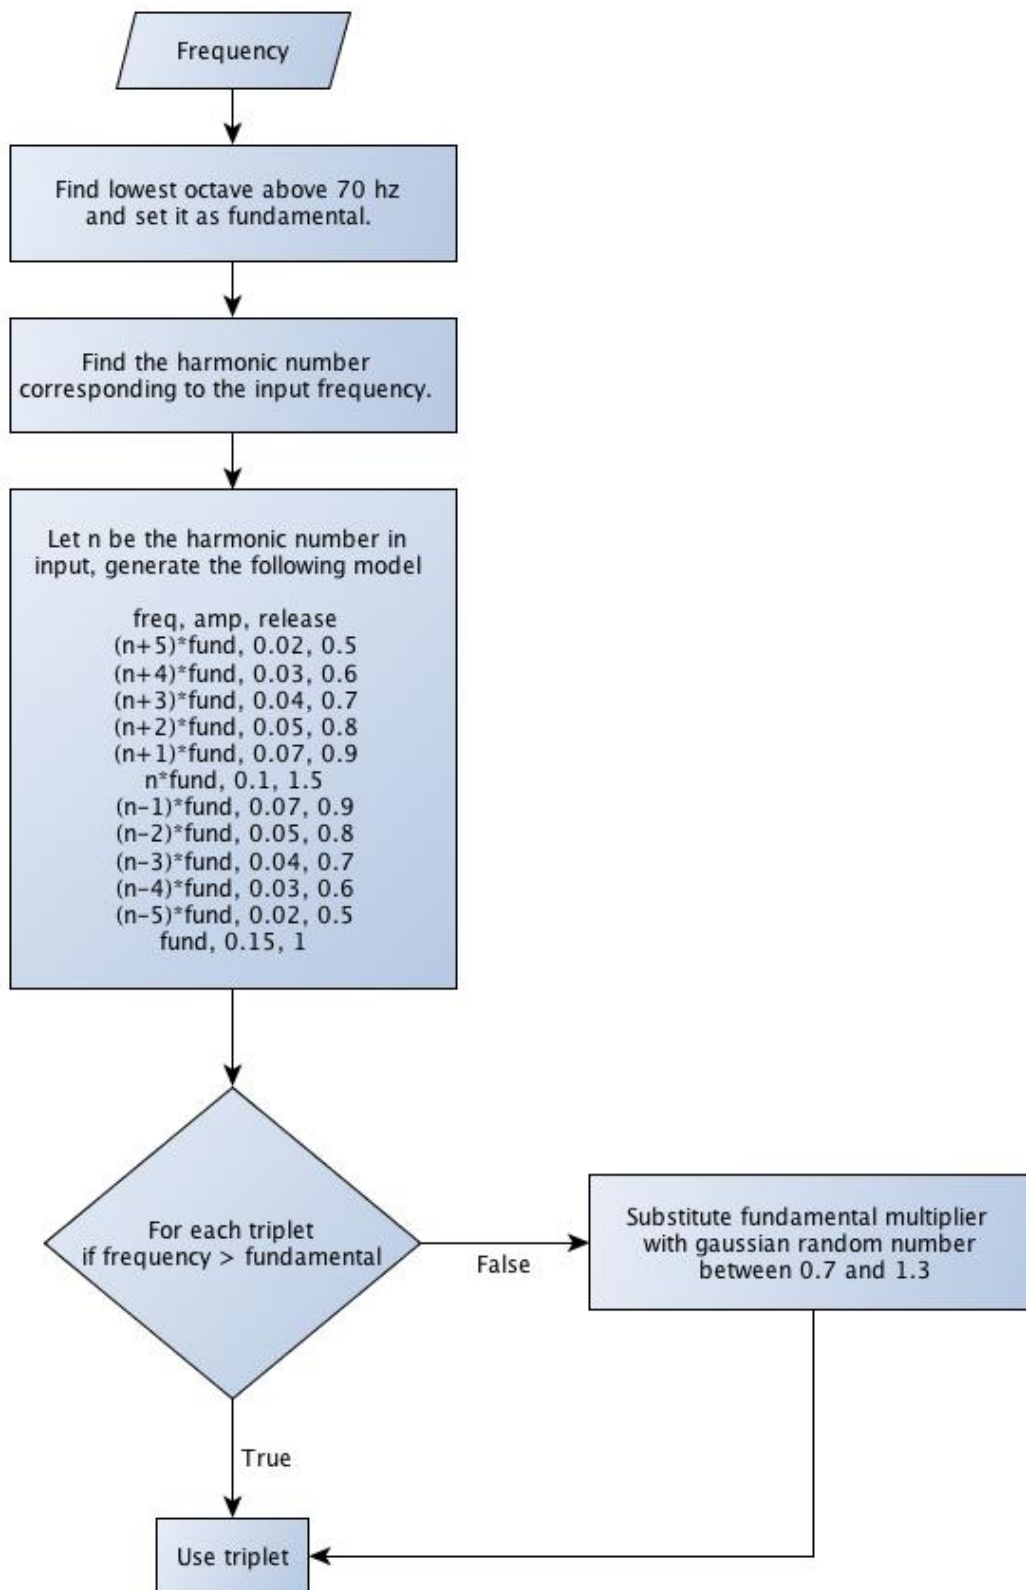 Frequency
Find lowest octave above 70 hz
and set it as fundamental.
Find the harmonic number
corresponding to the input frequency.
Let n be the harmonic number in
input, generate the following model
freq, amp, release
(n+5)*fund, 0.02, 0.5
(n+4)*fund, 0.03, 0.6
(n+3)*fund, 0.04, 0.7
(n+2)*fund, 0.05, 0.8
(n+1)*fund, 0.07, 0.9
n*fund, 0.1, 1.5
(n-1)*fund, 0.07, 0.9
(n-2)*fund, 0.05, 0.8
(n-3)*fund, 0.04, 0.7
(n-4)*fund, 0.03, 0.6
(n-5)*fund, 0.02, 0.5
fund, 0.15, 1
For each triplet
if frequency > fundamental
False
Substitute fundamental multiplier
with gaussian random number
between 0.7 and 1.3
True
Use triplet